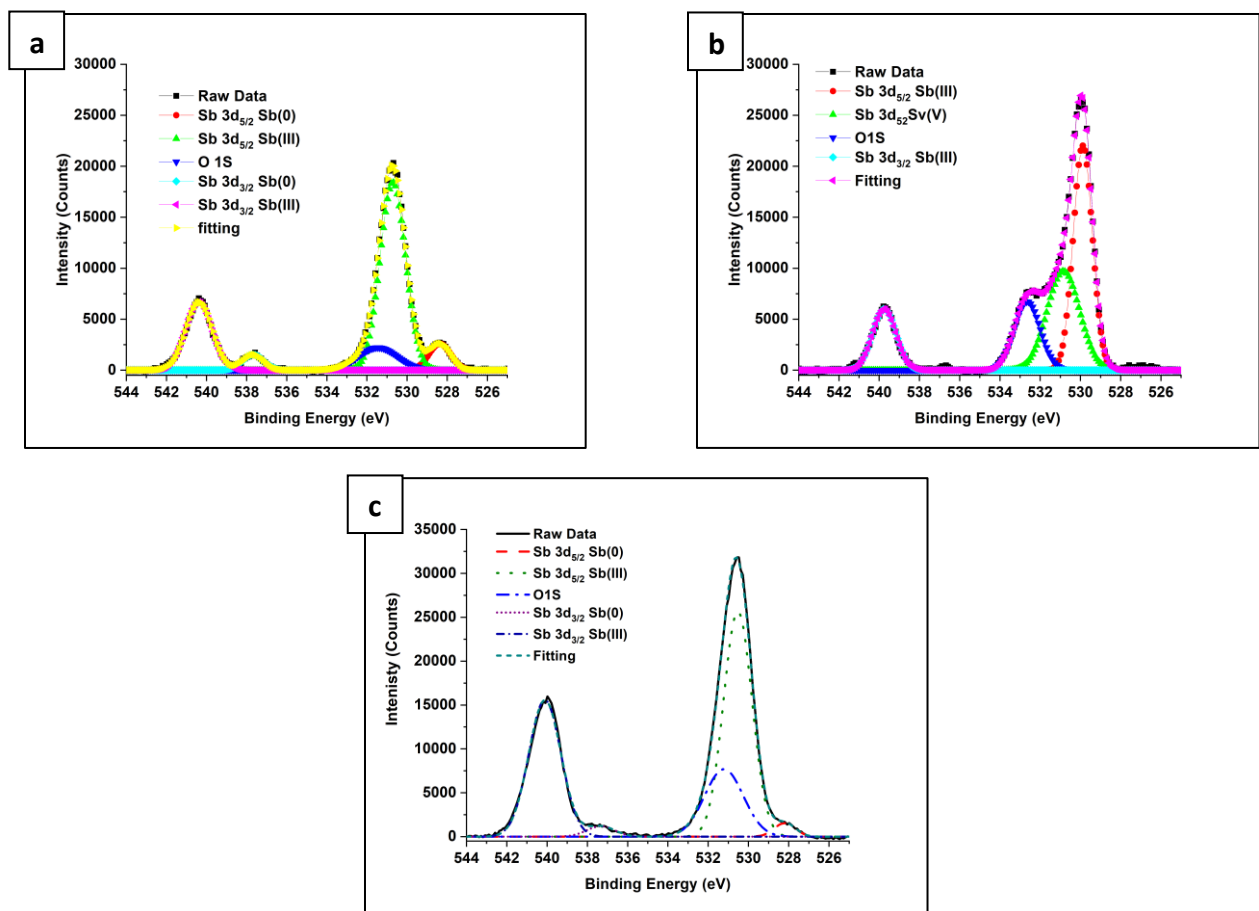 a
30000
25000
20000
15000
10000
5000
0
Intensity (Counts)
Raw Data
Sb 3d5/2 Sb(0)
Sb 3d5/2 Sb(III)
O 1S
Sb 3d3/2 Sb(0)
Sb 3d3/2 Sb(III)
fitting
544 542 540 538 536 534 532 530 528 526
Binding Energy (eV)
b
30000
25000
20000
15000
10000
5000
0
Intensity (Counts)
Raw Data
Sb 3d5/2 Sb(III)
Sb 3d52Sv(V)
O1S
Sb 3d3/2 Sb(III)
Fitting
544 542 540 538 536 534 532 530 528 526
Binding Energy (eV)
c
35000
30000
25000
20000
15000
10000
5000
0
Intenisty (Counts)
Raw Data
Sb 3d5/2 Sb(0)
Sb 3d5/2 Sb(III)
O1S
Sb 3d3/2 Sb(0)
Sb 3d3/2 Sb(III)
Fitting
544 542 540 538 536 534 532 530 528 526
Binding Energy (eV)